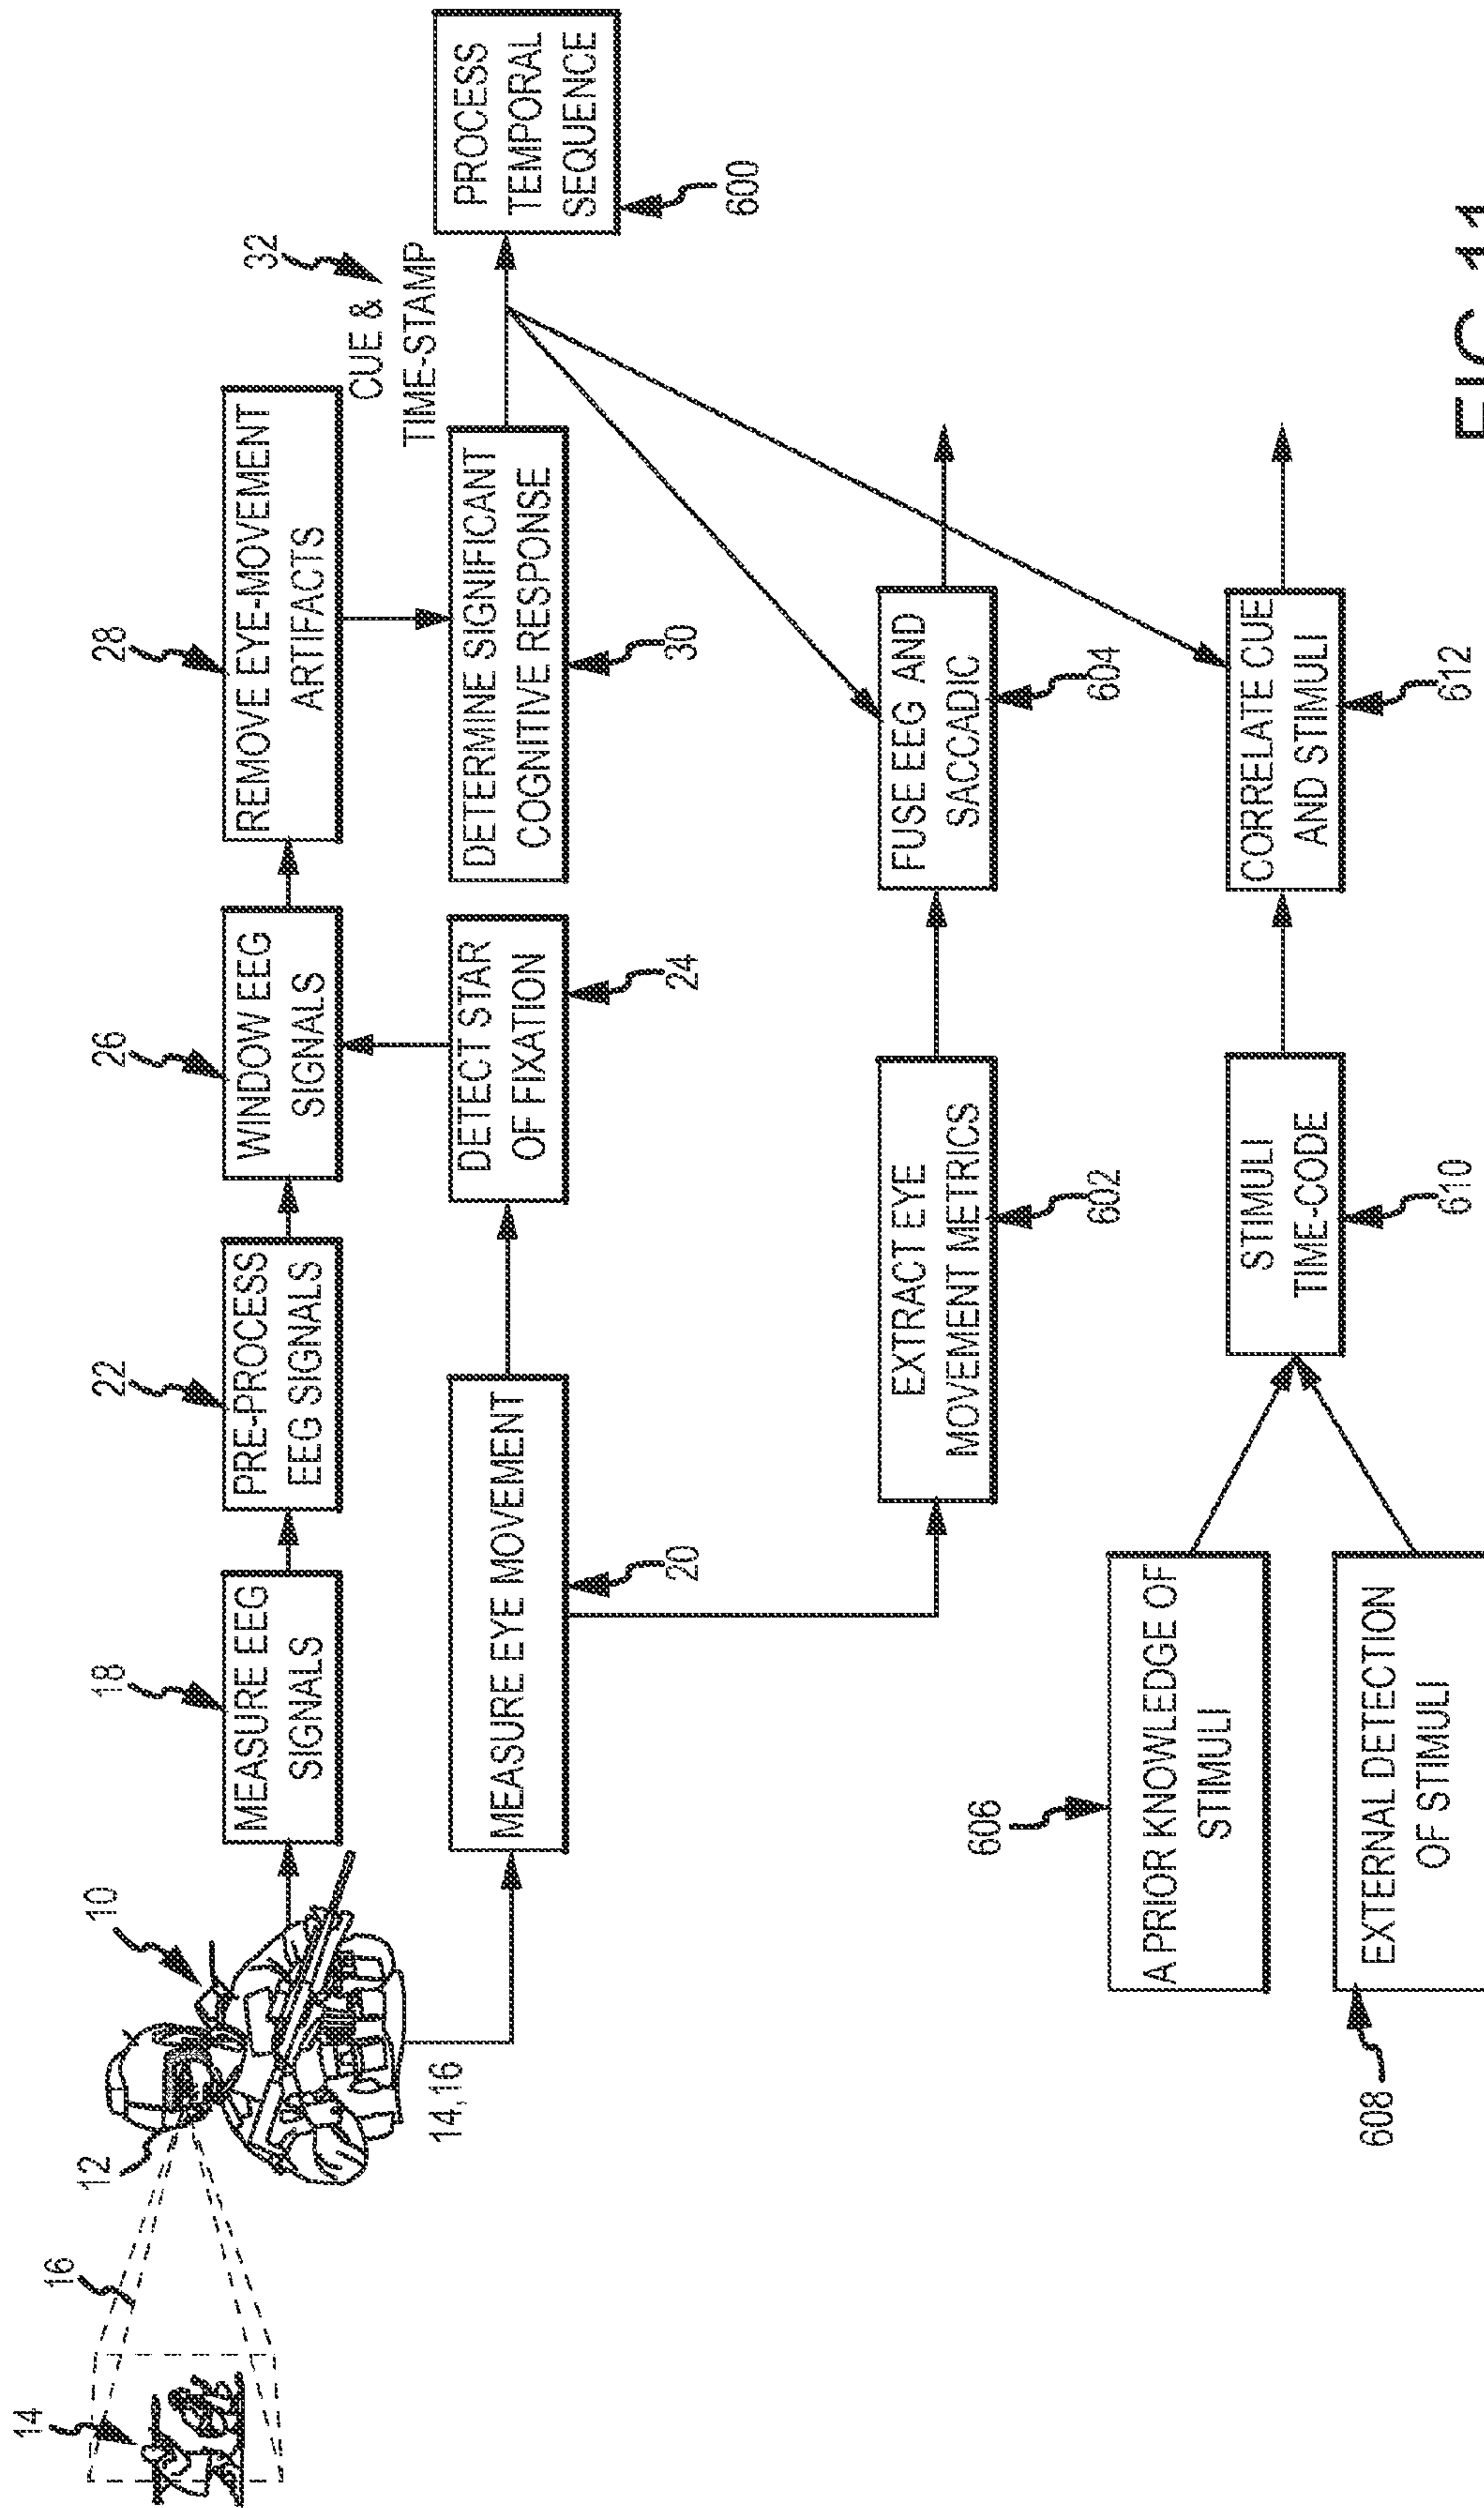 14
16
12
10
14,16
18
MEASURE EEG
SIGNALS
22
PRE-PROCESS
EEG SIGNALS
26
WINDOW EEG
SIGNALS
28
REMOVE EYE-MOVEMENT
ARTIFACTS
MEASURE EYE MOVEMENT
20
DETECT STAR
OF FIXATION
24
DETERMINE SIGNIFICANT
COGNITIVE RESPONSE
30
32
CUE &
TIME-STAMP
PROCESS
TEMPORAL
SEQUENCE
600
EXTRACT EYE
MOVEMENT METRICS
602
FUSE EEG AND
SACCADIC
604
606
A PRIOR KNOWLEDGE OF
STIMULI
608
EXTERNAL DETECTION
OF STIMULI
STIMULI
TIME-CODE
610
CORRELATE CUE
AND STIMULI
612
FIG.11